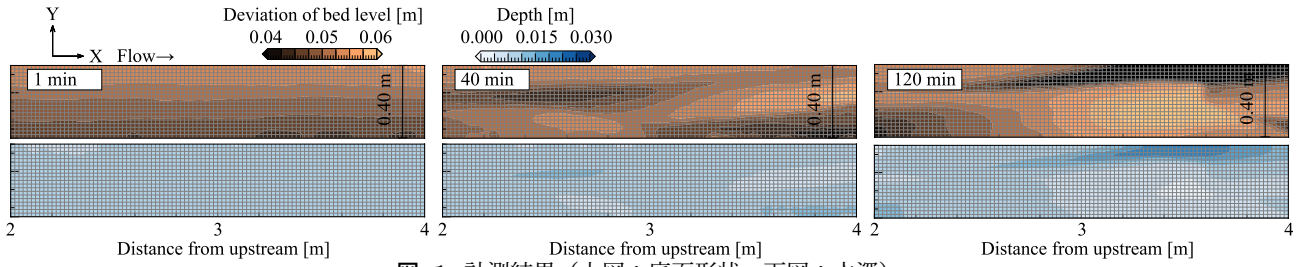 Y
X Flow→
Deviation of bed level [m]
0.04 0.05 0.06
Depth [m]
0.000 0.015 0.030
1 min
0.40 m
40 min
0.40 m
120 min
0.40 m
2 3 4
2 3 4
2 3 4
Distance from upstream [m]
Distance from upstream [m]
Distance from upstream [m]